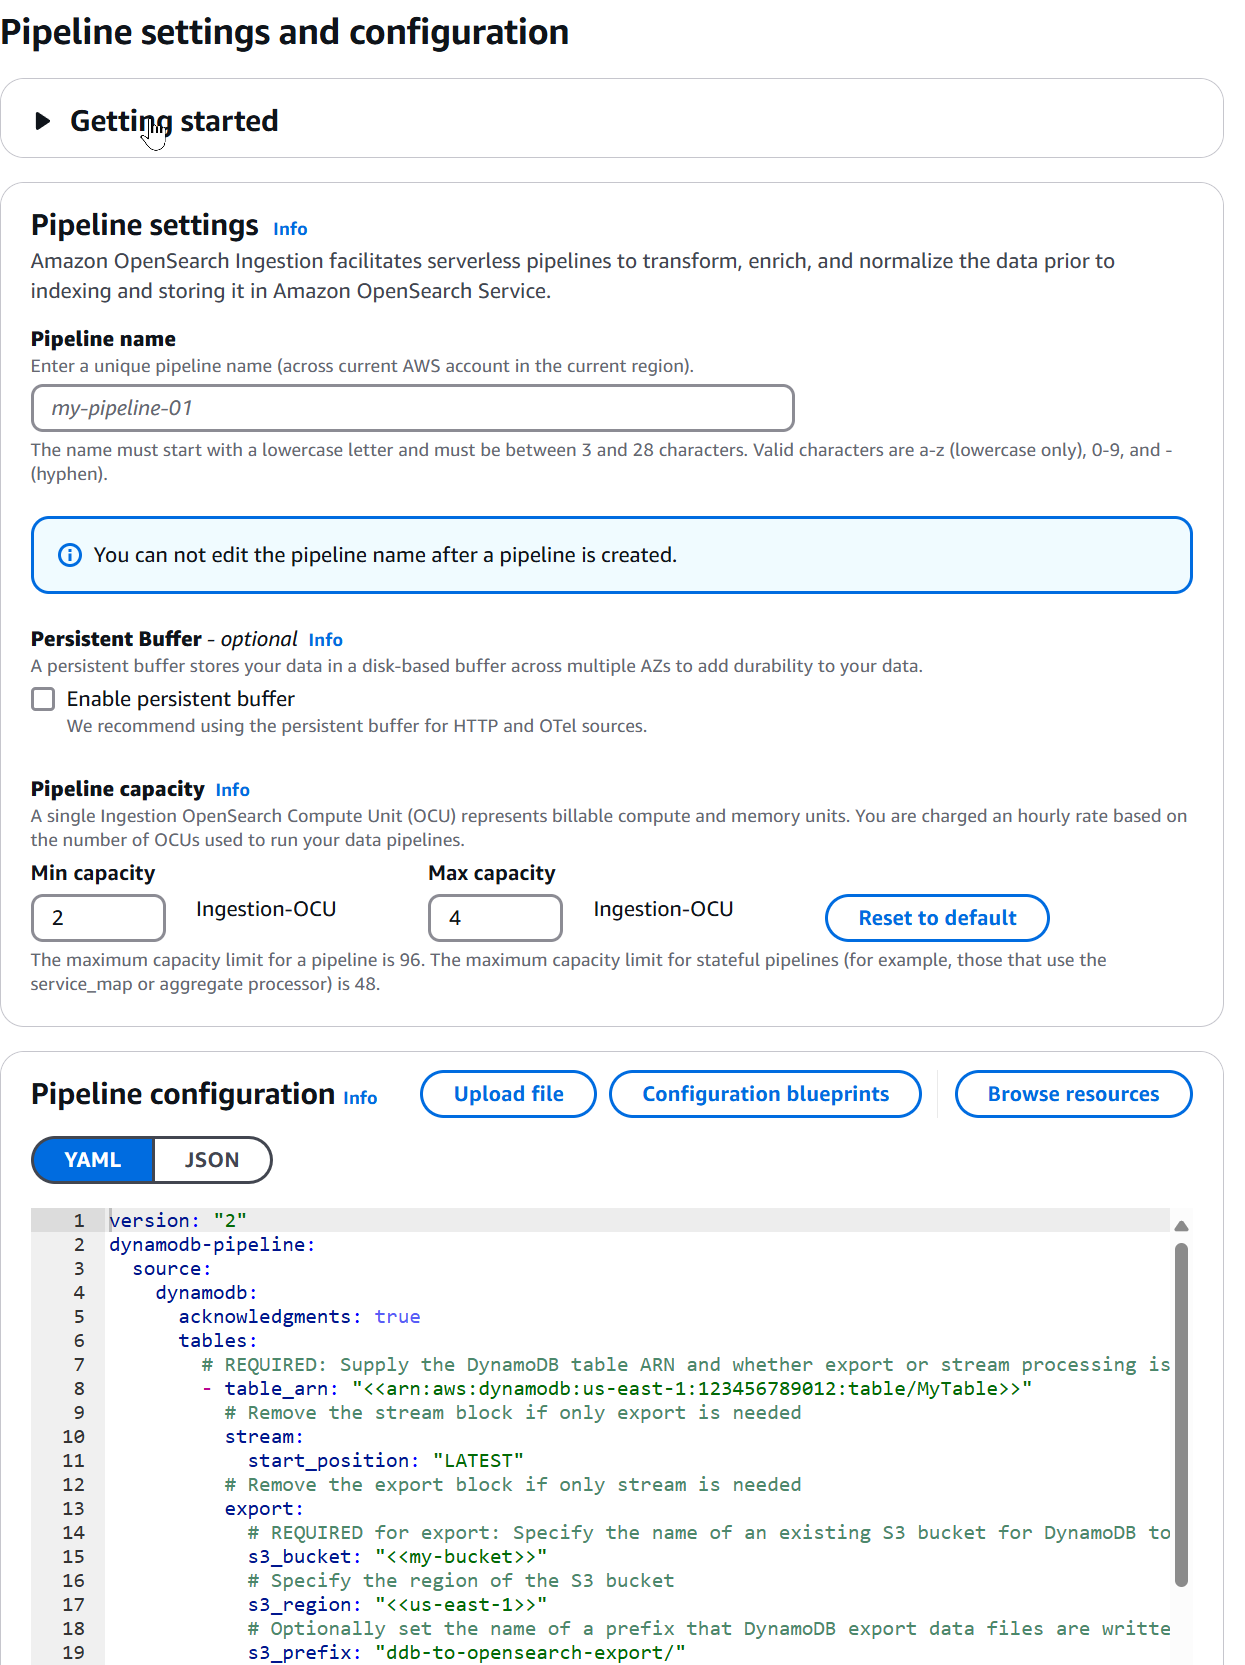 Pipeline settings and configuration
Getting started
Pipeline settings Info
Amazon OpenSearch Ingestion facilitates serverless pipelines to transform, enrich, and normalize the data prior to
indexing and storing it in Amazon OpenSearch Service.
Pipeline name
Enter a unique pipeline name (across current AWS account in the current region).
my-pipeline-01
The name must start with a lowercase letter and must be between 3 and 28 characters. Valid characters are a-z (lowercase only), 0-9, and -
(hyphen).
You can not edit the pipeline name after a pipeline is created.
Persistent Buffer - optional Info
A persistent buffer stores your data in a disk-based buffer across multiple AZs to add durability to your data.
Enable persistent buffer
We recommend using the persistent buffer for HTTP and OTel sources.
Pipeline capacity Info
A single Ingestion OpenSearch Compute Unit (OCU) represents billable compute and memory units. You are charged an hourly rate based on
the number of OCUs used to run your data pipelines.
Min capacity Max capacity
2 Ingestion-OCU 4 Ingestion-OCU Reset to default
The maximum capacity limit for a pipeline is 96. The maximum capacity limit for stateful pipelines (for example, those that use the
service_map or aggregate processor) is 48.
Pipeline configuration Info Upload file Configuration blueprints Browse resources
YAML JSON
1 version: "2"
2 dynamodb-pipeline:
3 source:
4 dynamodb:
5 acknowledgments: true
6 tables:
7 # REQUIRED: Supply the DynamoDB table ARN and whether export or stream processing is
8 - table_arn: "<<arn:aws:dynamodb:us-east-1:123456789012:table/MyTable>>"
9 # Remove the stream block if only export is needed
10 stream:
11 start_position: "LATEST"
12 # Remove the export block if only stream is needed
13 export:
14 # REQUIRED for export: Specify the name of an existing S3 bucket for DynamoDB to
15 s3_bucket: "<<my-bucket>>"
16 # Specify the region of the S3 bucket
17 s3_region: "<<us-east-1>>"
18 # Optionally set the name of a prefix that DynamoDB export data files are writte
19 s3_prefix: "ddb-to-opensearch-export/"